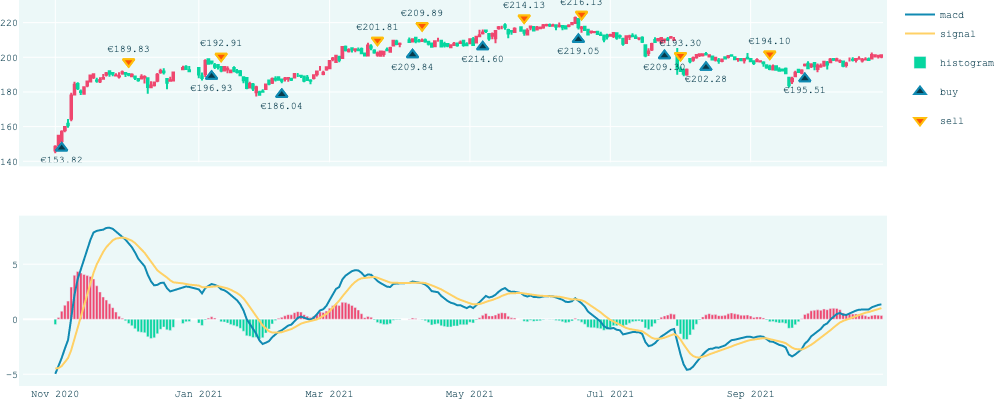 €216.13
€214.13
€209.89
€201.81
€192.91
€193.30
€194.10
€189.83
€219.05
€214.60
€209.84
€202.28
€196.93
€195.51
€186.04
€153.82
220
200
180
160
140
macd
signal
histogram
buy
sell
5
0
−5
Nov 2020
Jan 2021
Mar 2021
May 2021
Jul 2021
Sep 2021